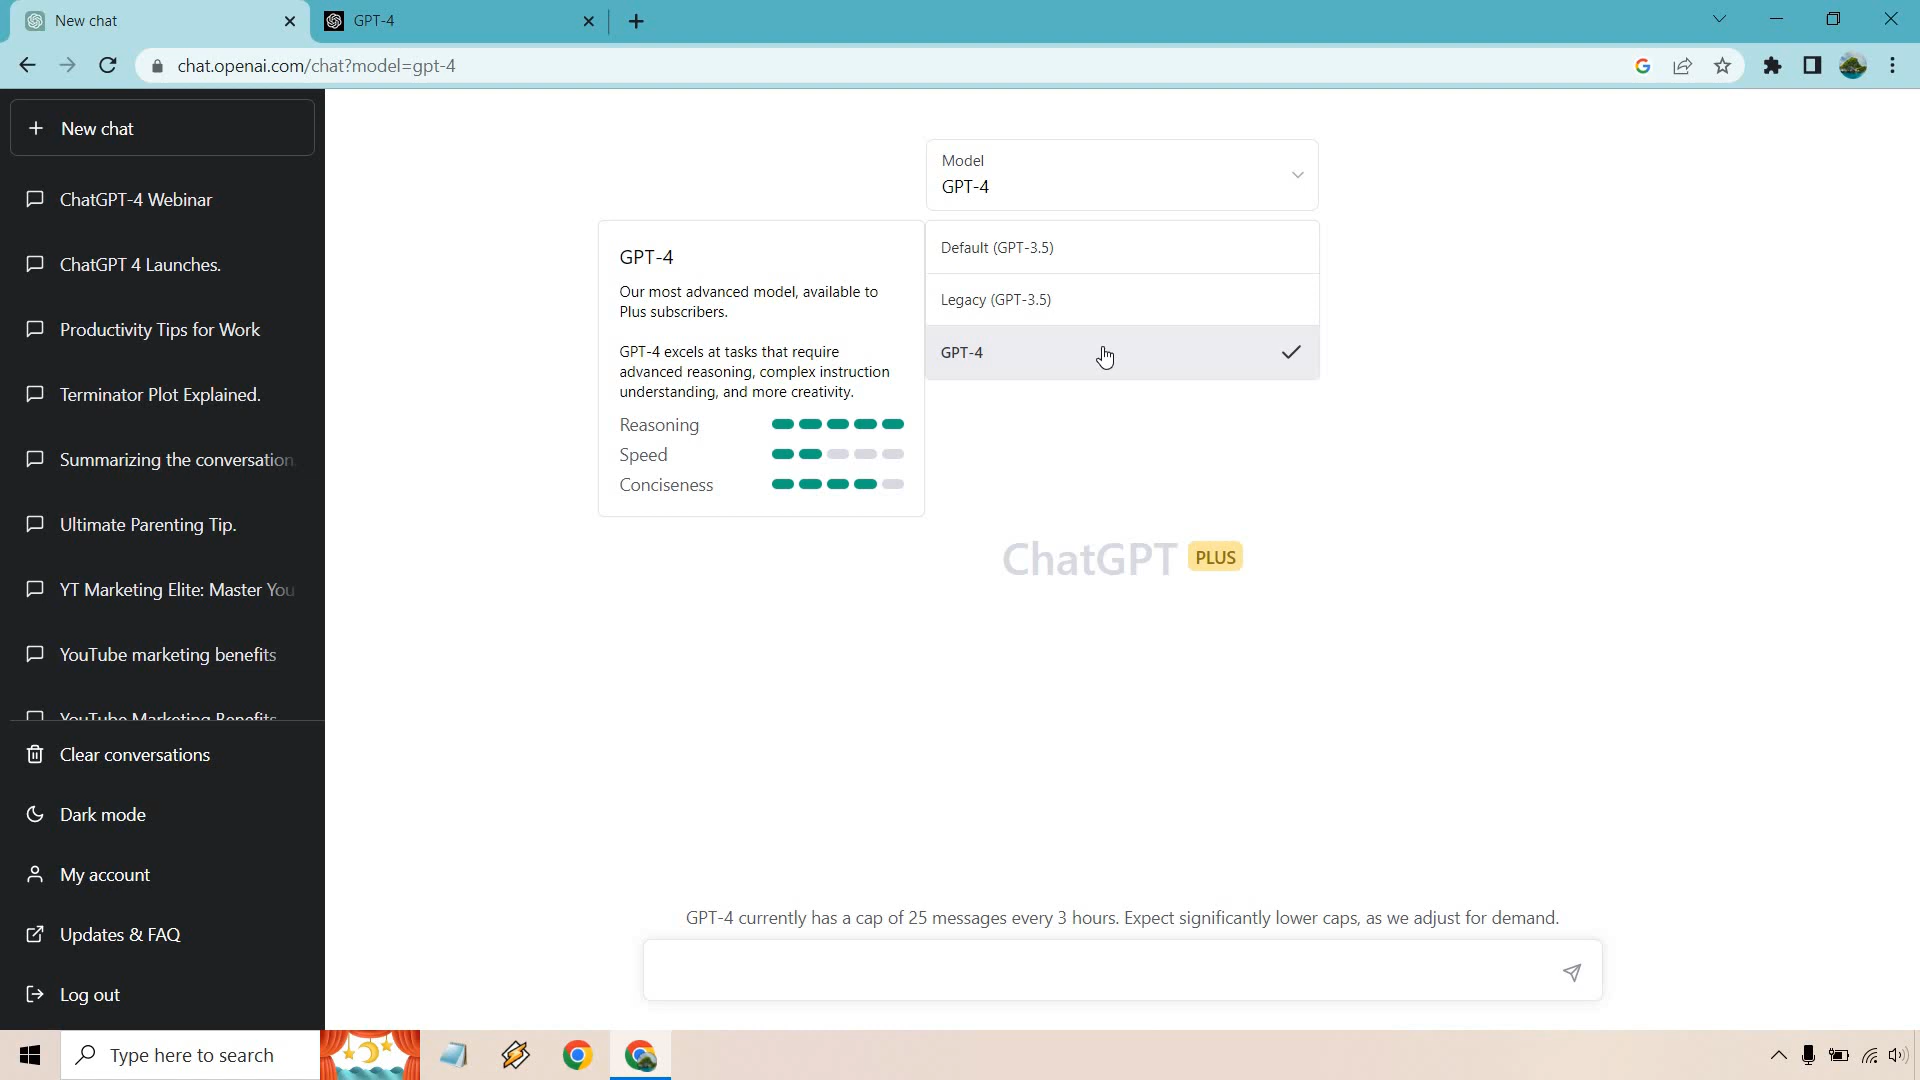 New chat
GPT-4
chat.openai.com/chat?model=gpt-4
New chat
ChatGPT-4 Webinar
ChatGPT 4 Launches.
Productivity Tips for Work
Terminator Plot Explained.
Summarizing the conversation.
Ultimate Parenting Tip.
YT Marketing Elite: Master You
YouTube marketing benefits
YouTube Marketing Benefits
Clear conversations
Dark mode
My account
Updates & FAQ
Log out
Model
GPT-4
Default (GPT-3.5)
Legacy (GPT-3.5)
GPT-4
GPT-4
Our most advanced model, available to
Plus subscribers.
GPT-4 excels at tasks that require
advanced reasoning, complex instruction
understanding, and more creativity.
Reasoning
Speed
Conciseness
ChatGPT PLUS
GPT-4 currently has a cap of 25 messages every 3 hours. Expect significantly lower caps, as we adjust for demand.
Type here to search